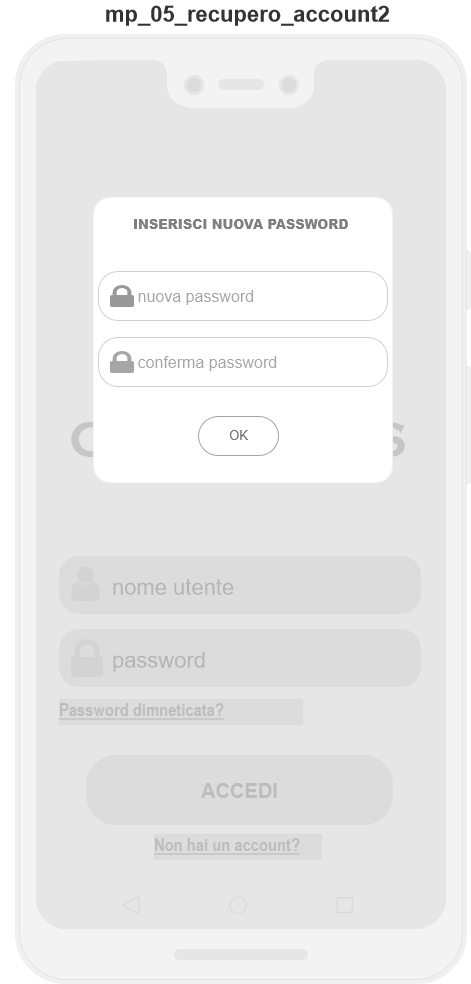 mp_05_recupero_account2
INSERISCI NUOVA PASSWORD
nuova password
conferma password
OK
nome utente
password
Password dimneticata?
ACCEDI
Non hai un account?